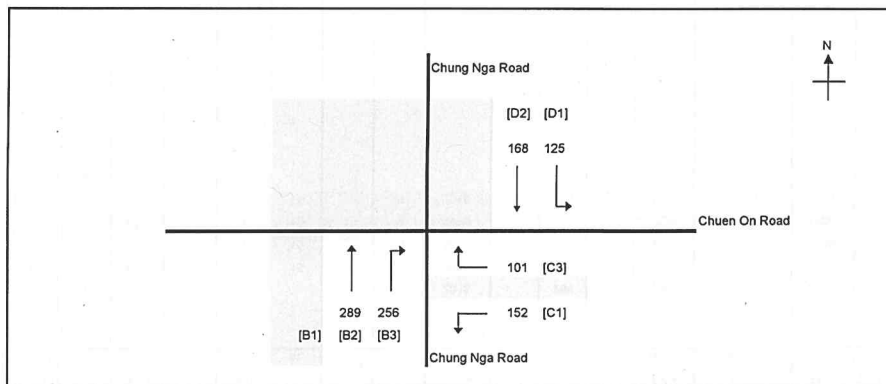 N
Chung Nga Road
[D2] [D1]
168 125
Chuen On Road
101 [C3]
289 256
152 [C1]
[B1] [B2] [B3]
Chung Nga Road